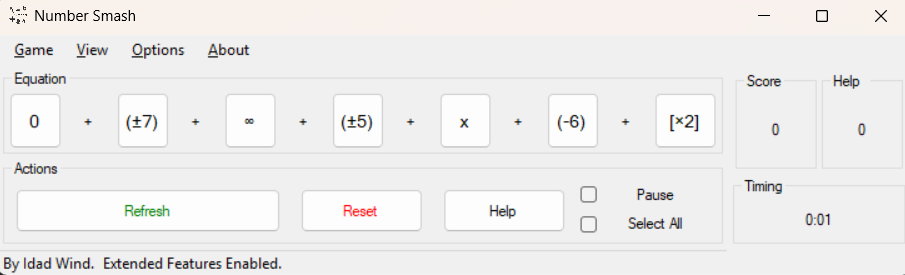 Number Smash
Game View Options About
Equation
0 + (±7) + ∞ + (±5) + x + (-6) + [×2]
Score
0
Help
0
Actions
Refresh Reset Help
Pause
Select All
Timing
0:01
By Idad Wind. Extended Features Enabled.